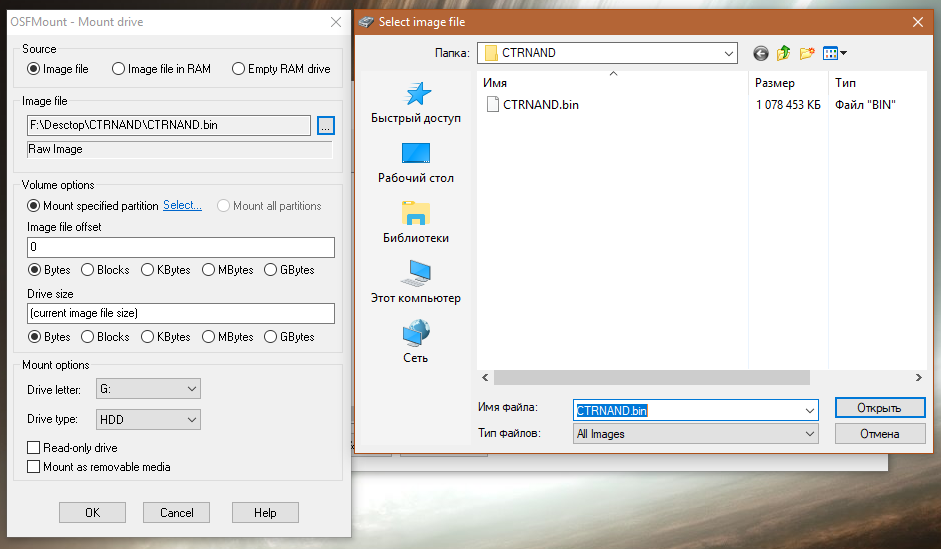 OSFMount - Mount drive
Source
Image file
Image file in RAM
Empty RAM drive
Image file
F:\Desctop\CTRNAND\CTRNAND.bin
...
Raw Image
Volume options
Mount specified partition Select...
Mount all partitions
Image file offset
0
Bytes Blocks KBytes MBytes GBytes
Drive size
(current image file size)
Bytes Blocks KBytes MBytes GBytes
Mount options
Drive letter: G:
Drive type: HDD
Read-only drive
Mount as removable media
OK Cancel Help
Select image file
Папка: CTRNAND
Быстрый доступ
Рабочий стол
Библиотеки
Этот компьютер
Сеть
Имя Размер Тип
CTRNAND.bin 1 078 453 КБ Файл "BIN"
Имя файла: CTRNAND.bin Открыть
Тип файлов: All Images Отмена